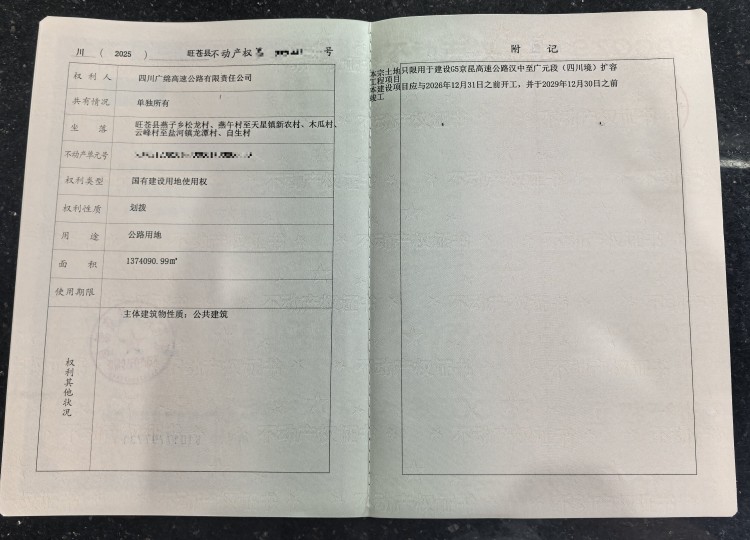 川（ 2025 ） 旺苍县不动产权 号
权 利 人 四川广绵高速公路有限责任公司
共有情况 单独所有
坐 落 旺苍县燕子乡松龙村、燕午村至天星镇新农村、木瓜村、
云峰村至盐河镇龙潭村、自生村
不动产单元号
权利类型 国有建设用地使用权
权利性质 划拨
用 途 公路用地
面 积 1374090.99㎡
使用期限
权利其他状况 主体建筑物性质：公共建筑
附 记
本宗土地只限用于建设G5京昆高速公路汉中至广元段（四川境）扩容
工程项目
本建设项目应与2026年12月31日之前开工，并于2029年12月30日之前
竣工